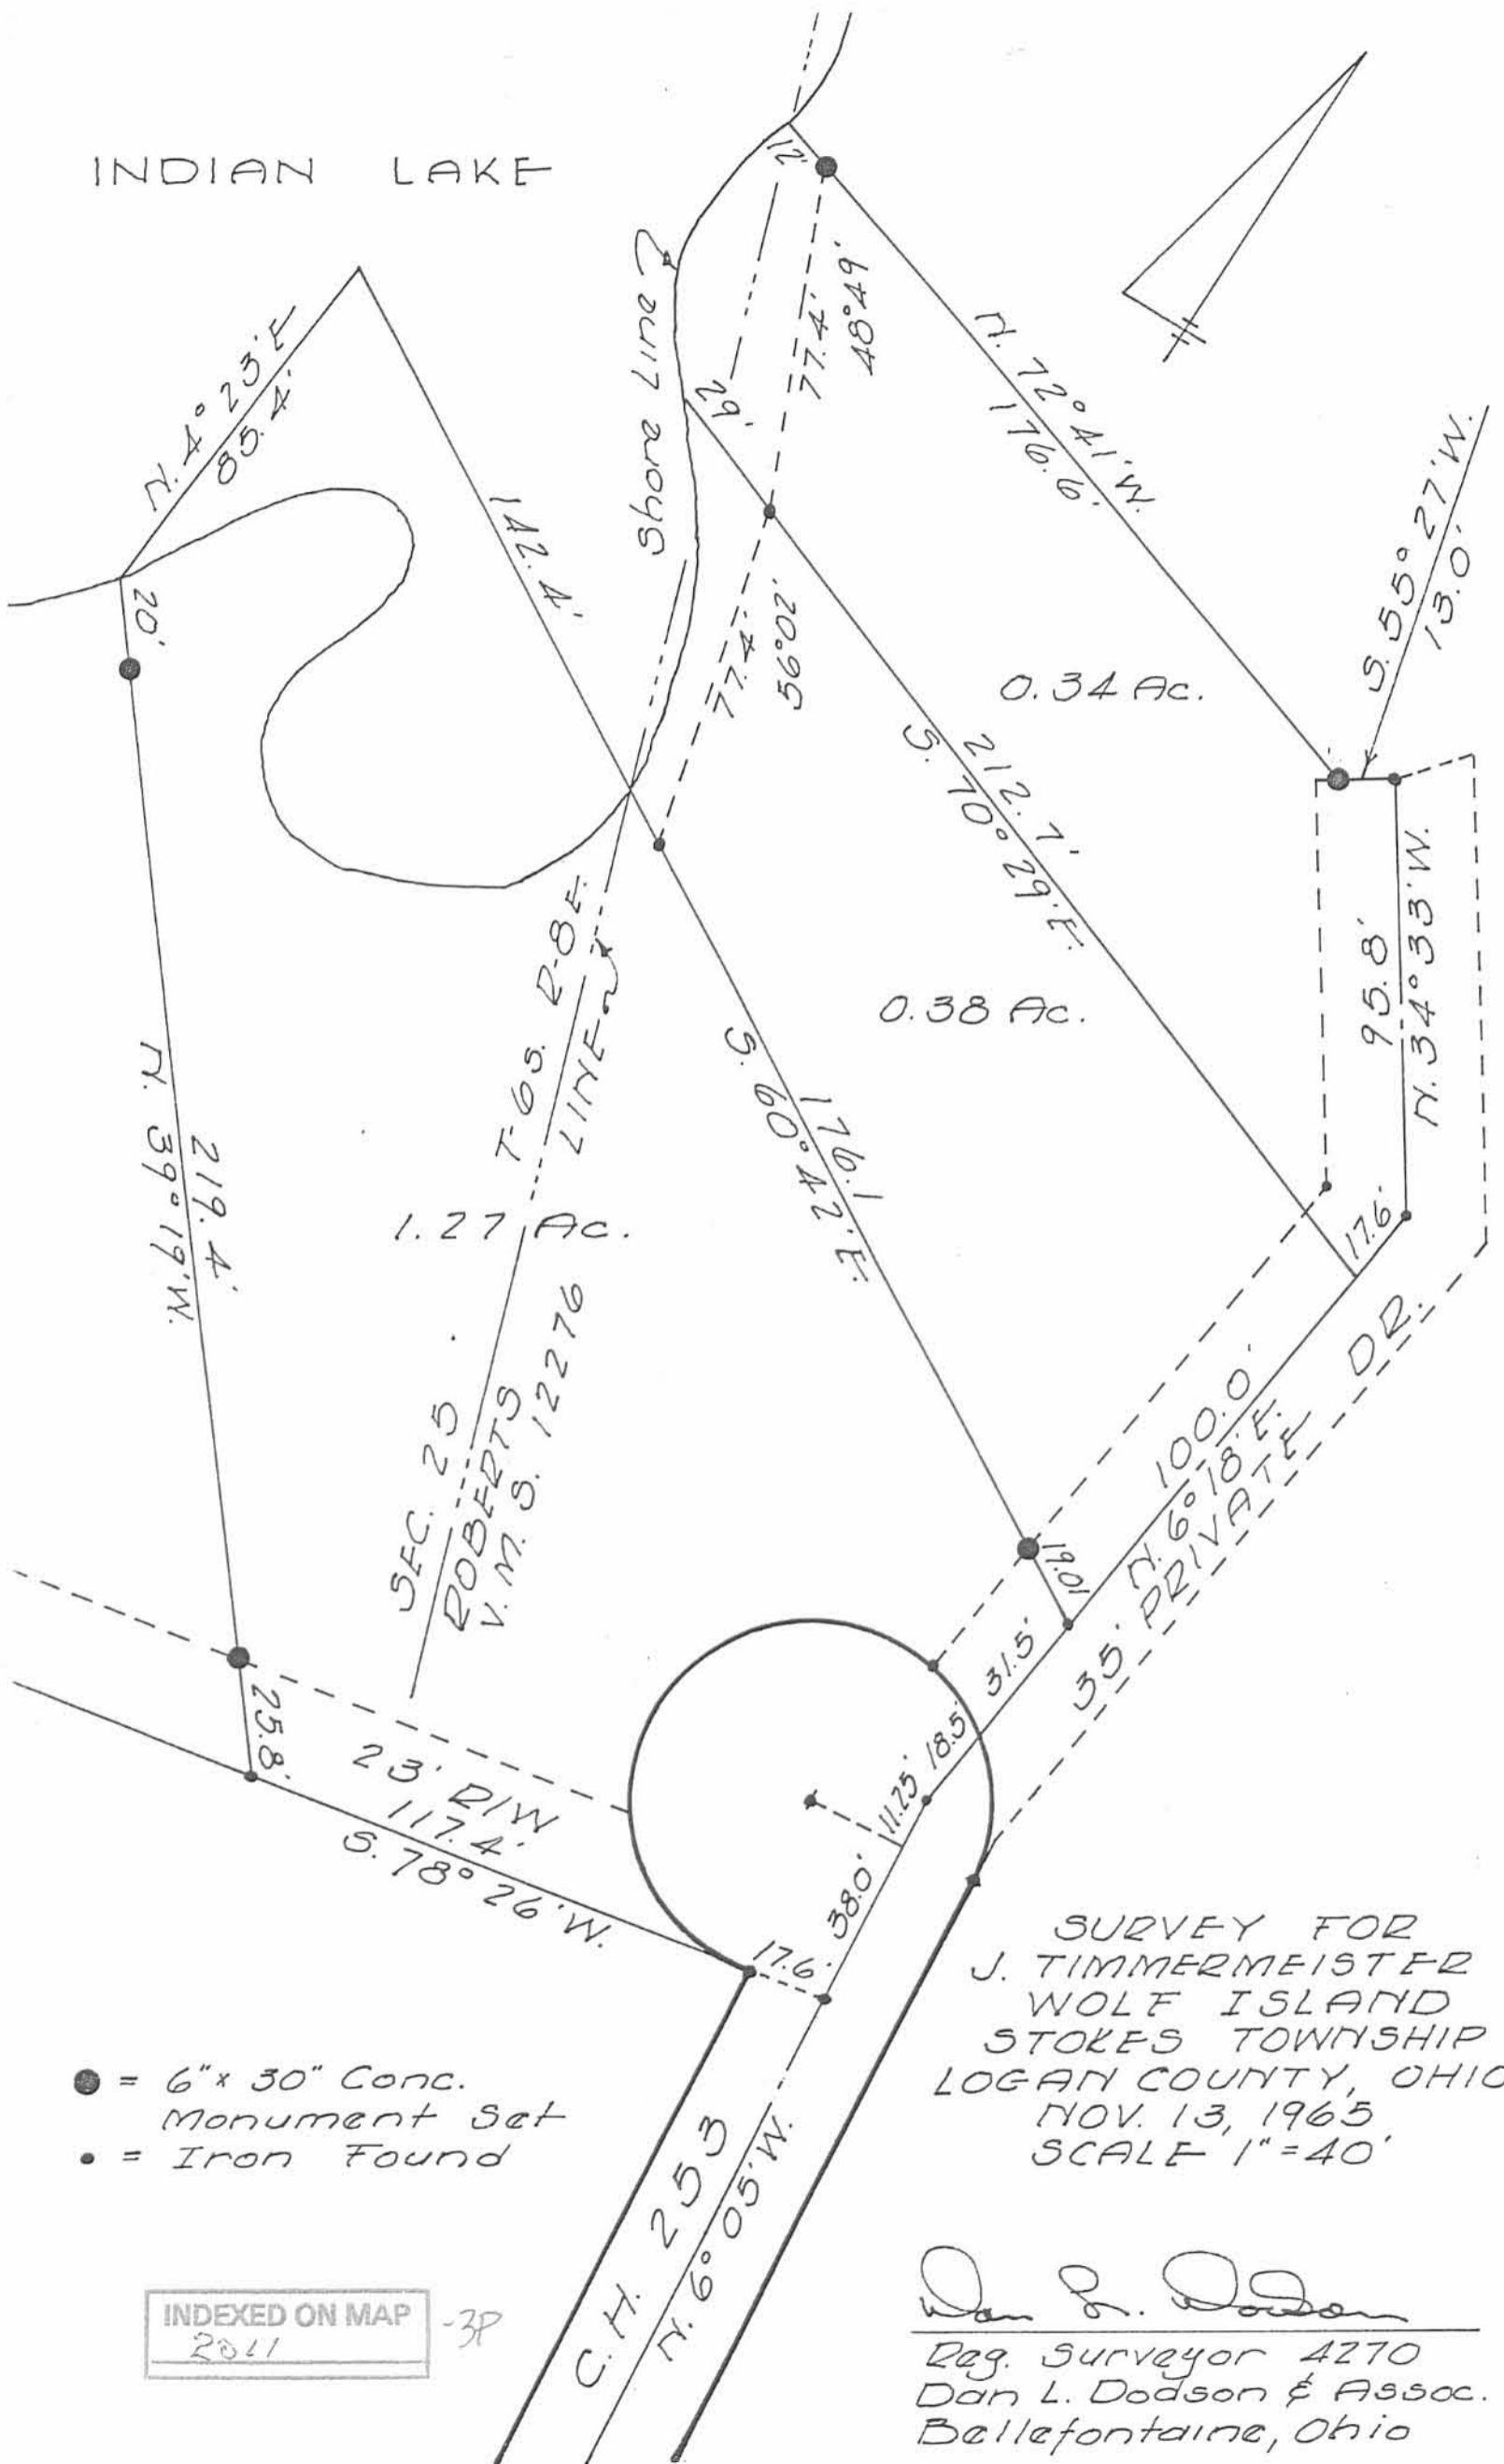 INDIAN LAKE
12'
N. 4° 23' E
85.4'
Shore Line
29'
77.4'
48°49'
N. 72° 41' W.
176.6'
S. 55° 27' W.
13.0'
142.4'
20'
77.4'
56°02'
0.34 Ac.
212.7'
S. 70° 29' E.
95.8'
N. 34° 33' W.
0.38 Ac.
T-6S. R-8E.
LINE
N. 39° 19' W.
219.4'
1.27 Ac.
176.1
S. 60° 42' E.
17.6'
SEC. 25
ROBERTS
V. M. S. 12276
100.0'
N. 6° 18' E.
35' PRIVATE DR.
19.01
31.5'
18.5'
11.25'
38.0'
25.8'
23' R/W
117.4'
S. 78° 26' W.
17.6'
SURVEY FOR
J. TIMMERMEISTER
WOLF ISLAND
STOKES TOWNSHIP
LOGAN COUNTY, OHIO
NOV. 13, 1965
SCALE 1" = 40'
= 6" x 30" Conc.
Monument Set
= Iron Found
C. H. 253
N. 6° 05' W.
INDEXED ON MAP
2011
-3P
Dan L. Dodson
Reg. Surveyor 4270
Dan L. Dodson & Assoc.
Bellefontaine, Ohio